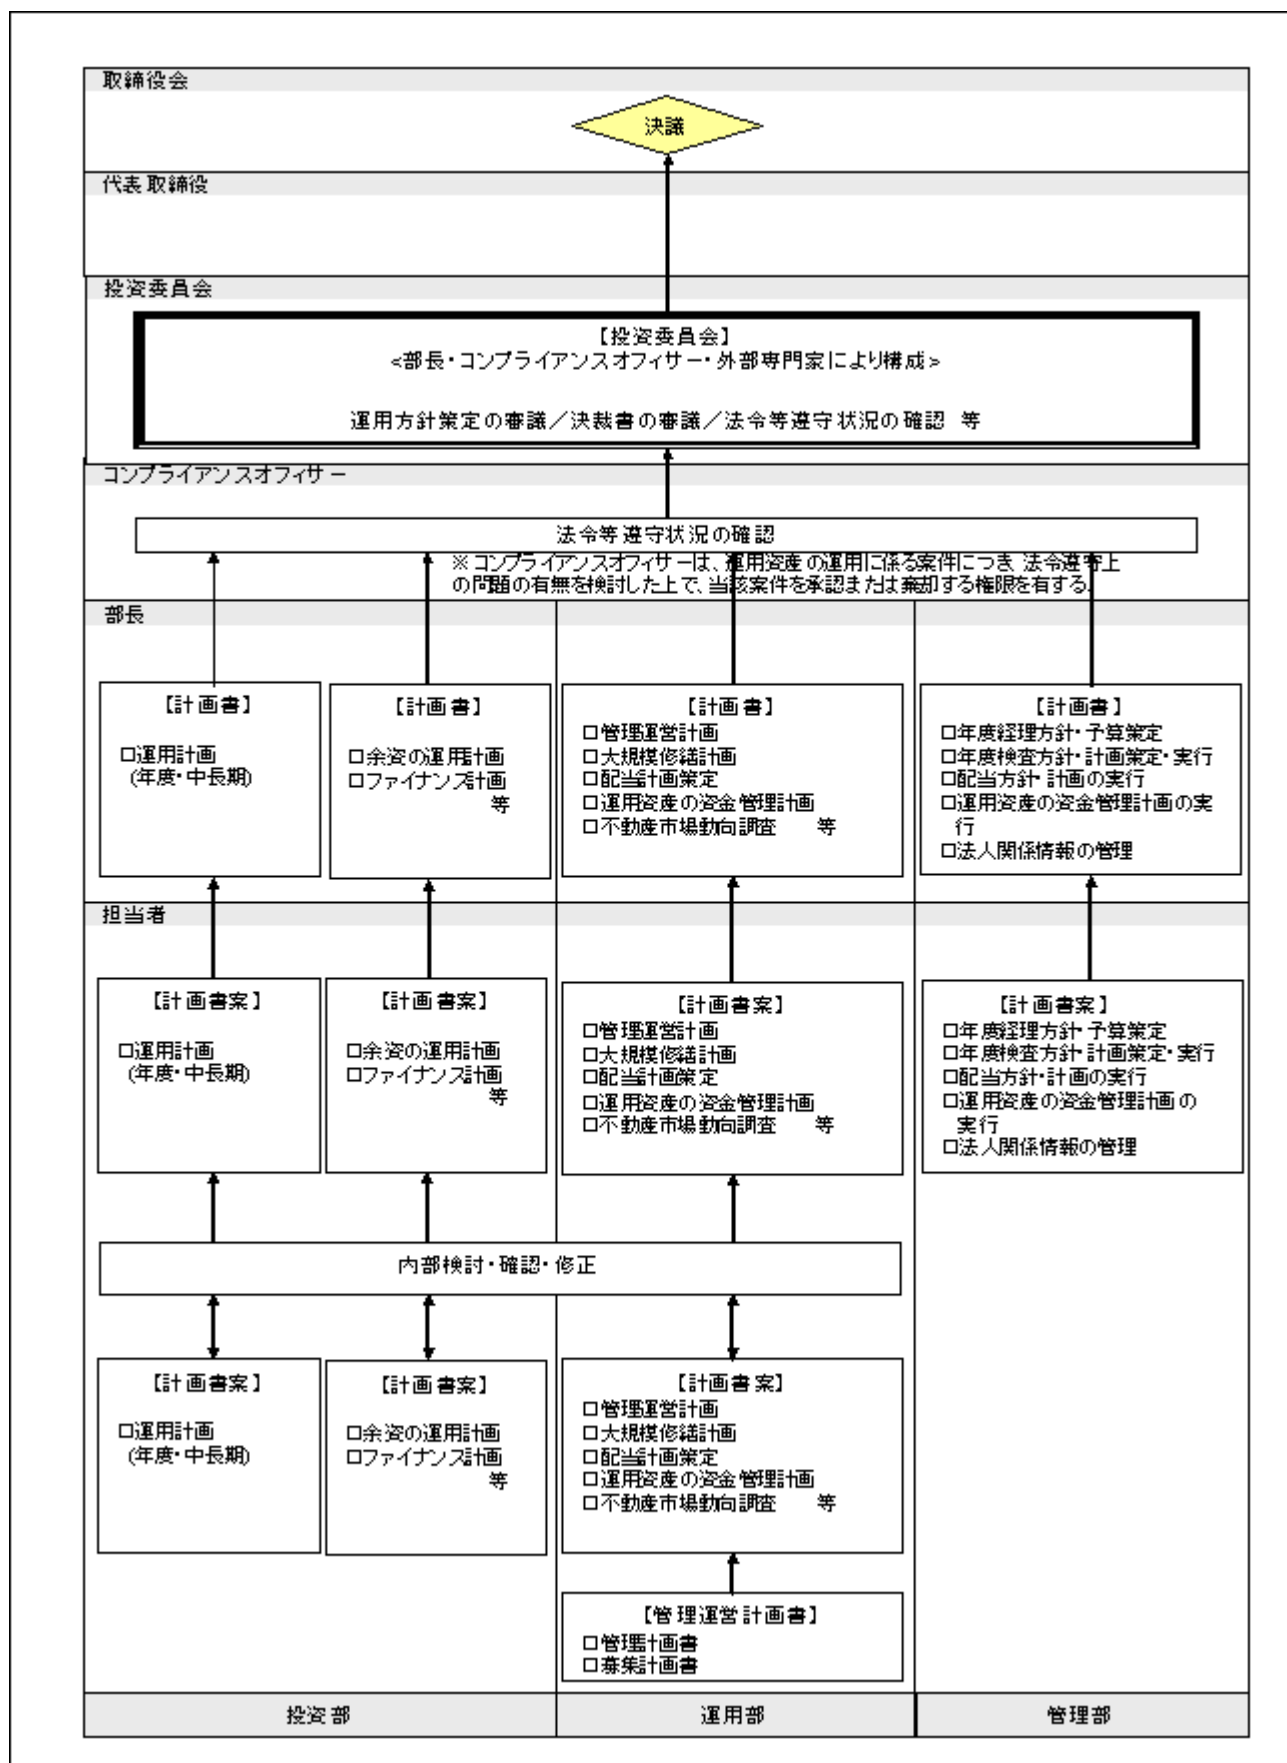 取締役会
決議
代表取締役
投資委員会
【投資委員会】
<部長・コンプライアンスオフィサー・外部専門家により構成>
運用方針策定の審議／決裁書の審議／法令等遵守状況の確認 等
コンプライアンスオフィサー
法令等遵守状況の確認
※コンプライアンスオフィサーは、運用資産の運用に係る案件につき、法令遵守上
の問題の有無を検討した上で、当該案件を承認または棄却する権限を有する。
部長
【計画書】
□運用計画
(年度・中長期)
【計画書】
□余資の運用計画
□ファイナンス計画
等
【計画書】
□管理運営計画
□大規模修繕計画
□配当計画策定
□運用資産の資金管理計画
□不動産市場動向調査 等
【計画書】
□年度経理方針・予算策定
□年度検査方針・計画策定・実行
□配当方針・計画の実行
□運用資産の資金管理計画の実
行
□法人関係情報の管理
担当者
【計画書案】
□運用計画
(年度・中長期)
【計画書案】
□余資の運用計画
□ファイナンス計画
等
【計画書案】
□管理運営計画
□大規模修繕計画
□配当計画策定
□運用資産の資金管理計画
□不動産市場動向調査 等
【計画書案】
□年度経理方針・予算策定
□年度検査方針・計画策定・実行
□配当方針・計画の実行
□運用資産の資金管理計画の
実行
□法人関係情報の管理
内部検討・確認・修正
【計画書案】
□運用計画
(年度・中長期)
【計画書案】
□余資の運用計画
□ファイナンス計画
等
【計画書案】
□管理運営計画
□大規模修繕計画
□配当計画策定
□運用資産の資金管理計画
□不動産市場動向調査 等
【管理運営計画書】
□管理計画書
□募集計画書
投資部
運用部
管理部